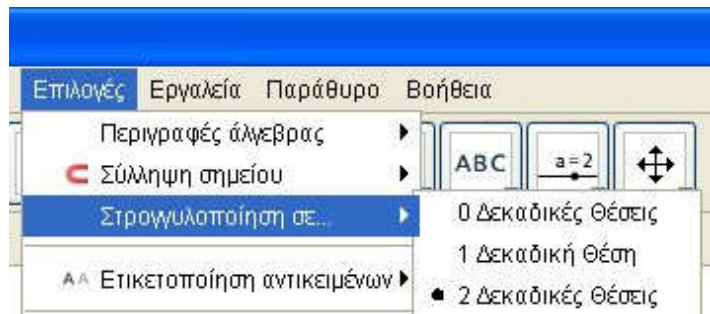 Επιλογές Εργαλεία Παράθυρο Βοήθεια
Περιγραφές άλγεβρας
Σύλληψη σημείου
Στρογγυλοποίηση σε...
AA Ετικετοποίηση αντικειμένων
ABC
a=2
0 Δεκαδικές Θέσεις
1 Δεκαδική Θέση
2 Δεκαδικές Θέσεις